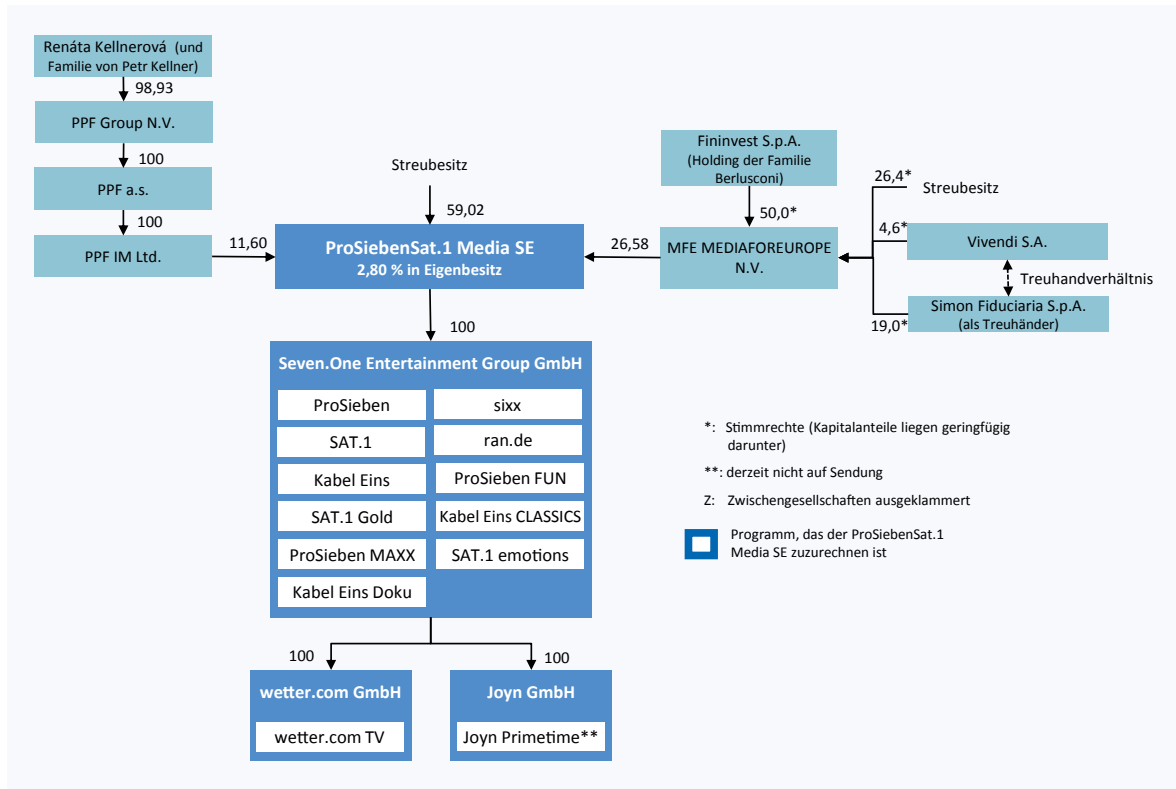 Renáta Kellnerová (und
Familie von Petr Kellner)
98,93
PPF Group N.V.
100
PPF a.s.
100
PPF IM Ltd.
11,60
Streubesitz
59,02
ProSiebenSat.1 Media SE
2,80 % in Eigenbesitz
26,58
Fininvest S.p.A.
(Holding der Familie
Berlusconi)
50,0*
MFE MEDIAFOREUROPE
N.V.
26,4*
Streubesitz
4,6*
Vivendi S.A.
Treuhandverhältnis
19,0*
Simon Fiduciaria S.p.A.
(als Treuhänder)
100
Seven.One Entertainment Group GmbH
ProSieben
sixx
SAT.1
ran.de
Kabel Eins
ProSieben FUN
SAT.1 Gold
Kabel Eins CLASSICS
ProSieben MAXX
SAT.1 emotions
Kabel Eins Doku
*: Stimmrechte (Kapitalanteile liegen geringfügig
darunter)
**: derzeit nicht auf Sendung
Z: Zwischengesellschaften ausgeklammert
Programm, das der ProSiebenSat.1
Media SE zuzurechnen ist
100
100
wetter.com GmbH
wetter.com TV
Joyn GmbH
Joyn Primetime**